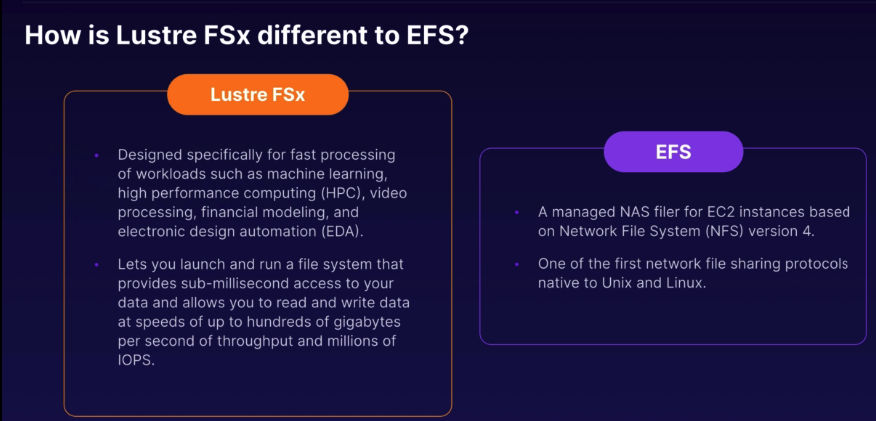 How is Lustre FSx different to EFS?
Lustre FSx
• Designed specifically for fast processing
of workloads such as machine learning,
high performance computing (HPC), video
processing, financial modeling, and
electronic design automation (EDA).
• Lets you launch and run a file system that
provides sub-millisecond access to your
data and allows you to read and write data
at speeds of up to hundreds of gigabytes
per second of throughput and millions of
IOPS.
EFS
• A managed NAS filer for EC2 instances based
on Network File System (NFS) version 4.
• One of the first network file sharing protocols
native to Unix and Linux.